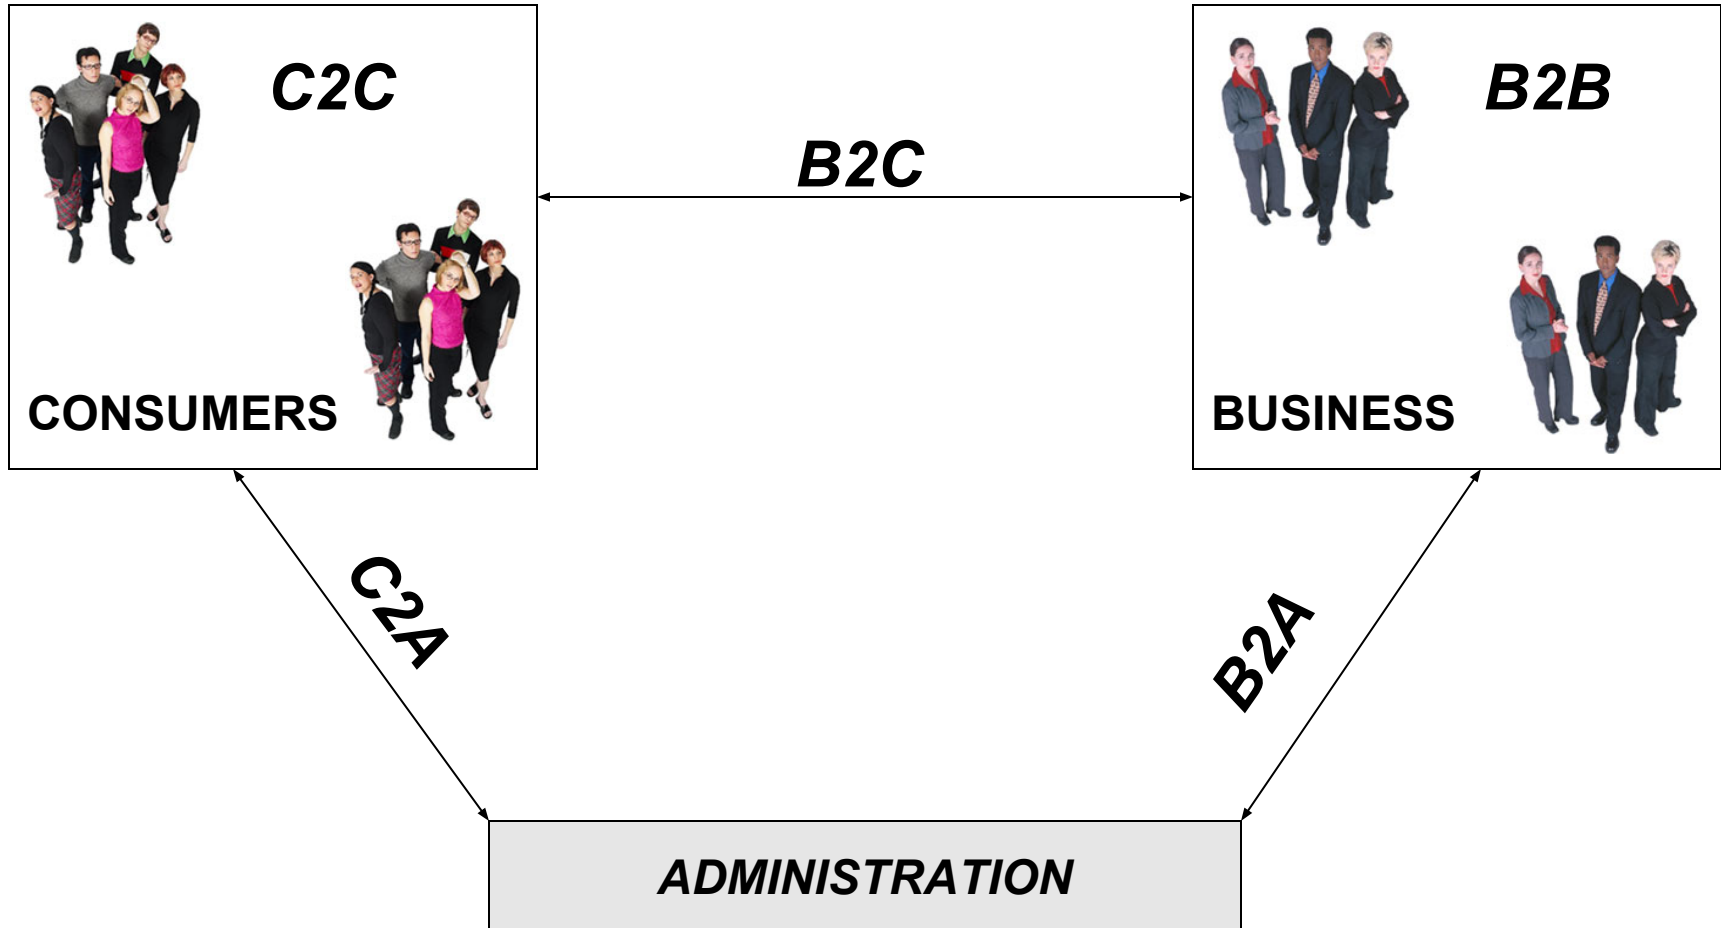 C2C
B2C
B2B
CONSUMERS
BUSINESS
C2A
B2A
ADMINISTRATION